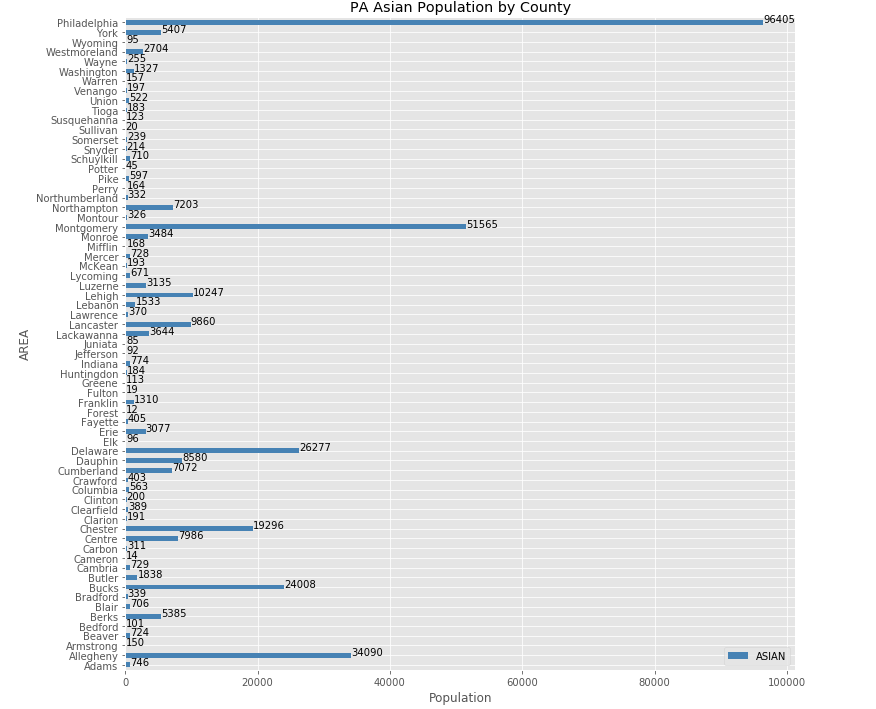 PA Asian Population by County
Philadelphia 96405
York 5407
Wyoming 95
Westmoreland 2704
Wayne 255
Washington 1327
Warren 157
Venango 197
Union 522
Tioga 183
Susquehanna 123
Sullivan 20
Somerset 239
Snyder 214
Schuylkill 710
Potter 45
Pike 597
Perry 164
Northumberland 332
Northampton 7203
Montour 326
Montgomery 51565
Monroe 3484
Mifflin 168
Mercer 728
McKean 193
Lycoming 671
Luzerne 3135
Lehigh 10247
Lebanon 1533
Lawrence 370
Lancaster 9860
Lackawanna 3644
Juniata 85
Jefferson 92
Indiana 774
Huntingdon 184
Greene 113
Fulton 19
Franklin 1310
Forest 12
Fayette 405
Erie 3077
Elk 96
Delaware 26277
Dauphin 8580
Cumberland 7072
Crawford 403
Columbia 563
Clinton 200
Clearfield 389
Clarion 191
Chester 19296
Centre 7986
Carbon 311
Cameron 14
Cambria 729
Butler 1838
Bucks 24008
Bradford 339
Blair 706
Berks 5385
Bedford 101
Beaver 724
Armstrong 150
Allegheny 34090
Adams 746
AREA
ASIAN
0 20000 40000 60000 80000 100000
Population